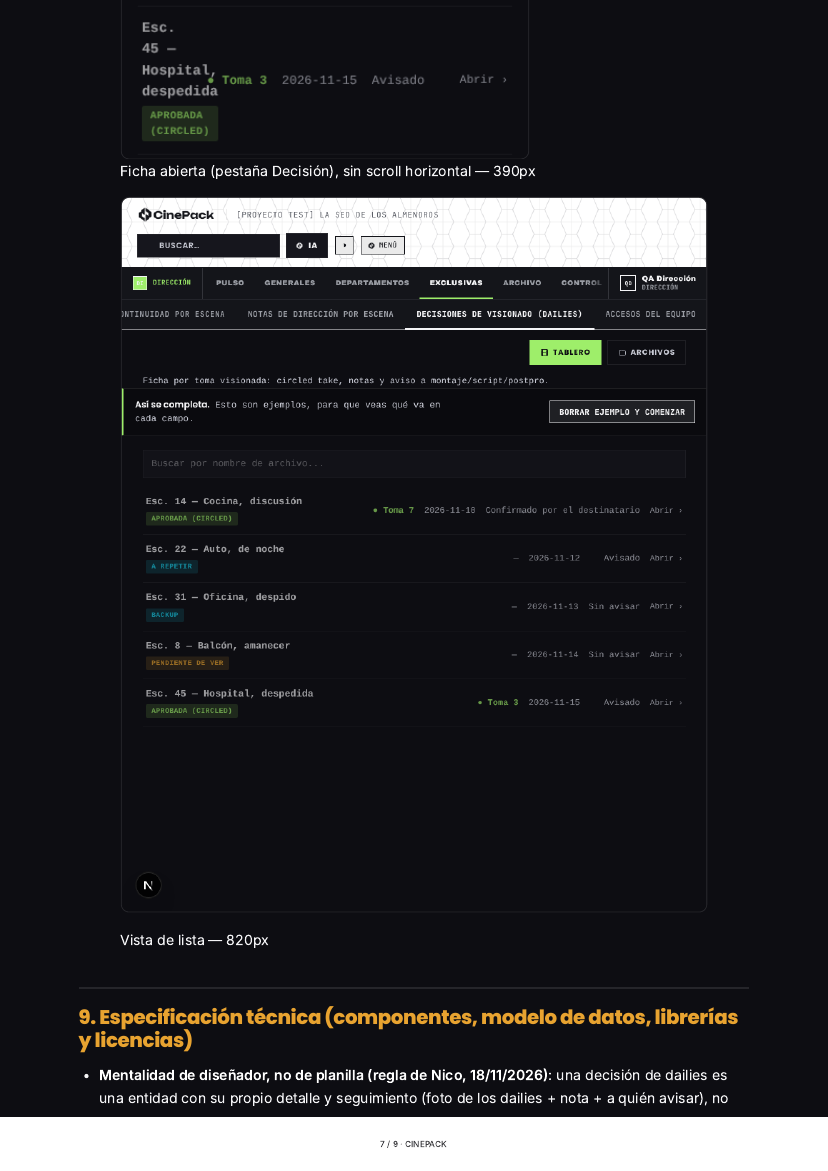 Esc.
45 —
Hospital,
despedida
● Toma 3 2026-11-15 Avisado Abrir ›
APROBADA
(CIRCLED)
Ficha abierta (pestaña Decisión), sin scroll horizontal — 390px
CinePack [PROYECTO TEST] LA SED DE LOS ALMENDROS
BUSCAR… IA MENÚ
DIRECCIÓN PULSO GENERALES DEPARTAMENTOS EXCLUSIVAS ARCHIVO CONTROL QD QA Dirección
DIRECCIÓN
ONTINUIDAD POR ESCENA NOTAS DE DIRECCIÓN POR ESCENA DECISIONES DE VISIONADO (DAILIES) ACCESOS DEL EQUIPO
TABLERO ARCHIVOS
Ficha por toma visionada: circled take, notas y aviso a montaje/script/postpro.
Así se completa. Esto son ejemplos, para que veas qué va en
cada campo.
BORRAR EJEMPLO Y COMENZAR
Buscar por nombre de archivo...
Esc. 14 — Cocina, discusión
APROBADA (CIRCLED)
● Toma 7 2026-11-10 Confirmado por el destinatario Abrir ›
Esc. 22 — Auto, de noche
A REPETIR
— 2026-11-12 Avisado Abrir ›
Esc. 31 — Oficina, despido
BACKUP
— 2026-11-13 Sin avisar Abrir ›
Esc. 8 — Balcón, amanecer
PENDIENTE DE VER
— 2026-11-14 Sin avisar Abrir ›
Esc. 45 — Hospital, despedida
APROBADA (CIRCLED)
● Toma 3 2026-11-15 Avisado Abrir ›
N
Vista de lista — 820px
9. Especificación técnica (componentes, modelo de datos, librerías
y licencias)
• Mentalidad de diseñador, no de planilla (regla de Nico, 18/11/2026): una decisión de dailies es
una entidad con su propio detalle y seguimiento (foto de los dailies + nota + a quién avisar), no
7 / 9 · CINEPACK